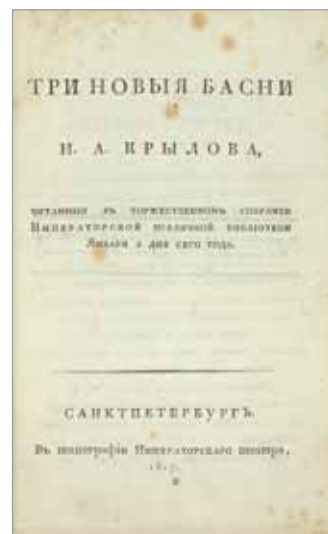 ТРИ НОВЫЯ БАСНИ
И. А. КРЫЛОВА,
читанныя въ торжественномъ собраніи
Императорской публичной библіотеки
Января 2 дня сего года.
САНКТПЕТЕРБУРГЪ.
Въ типографіи Императорскаго театра,
1817.